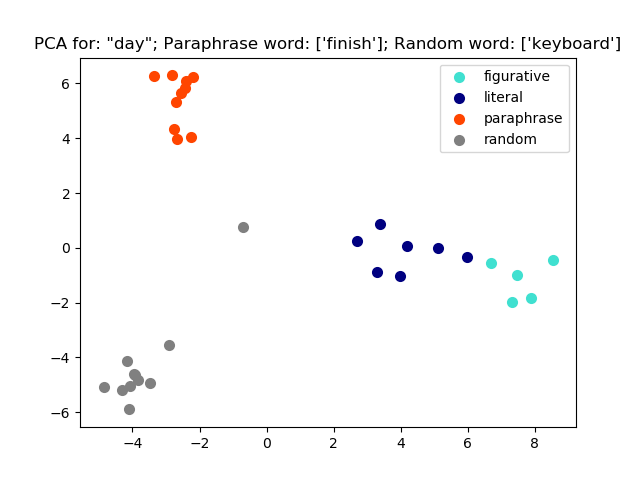 PCA for: "day"; Paraphrase word: ['finish']; Random word: ['keyboard']
figurative
literal
paraphrase
random
6
4
2
0
−2
−4
−6
−4
−2
0
2
4
6
8